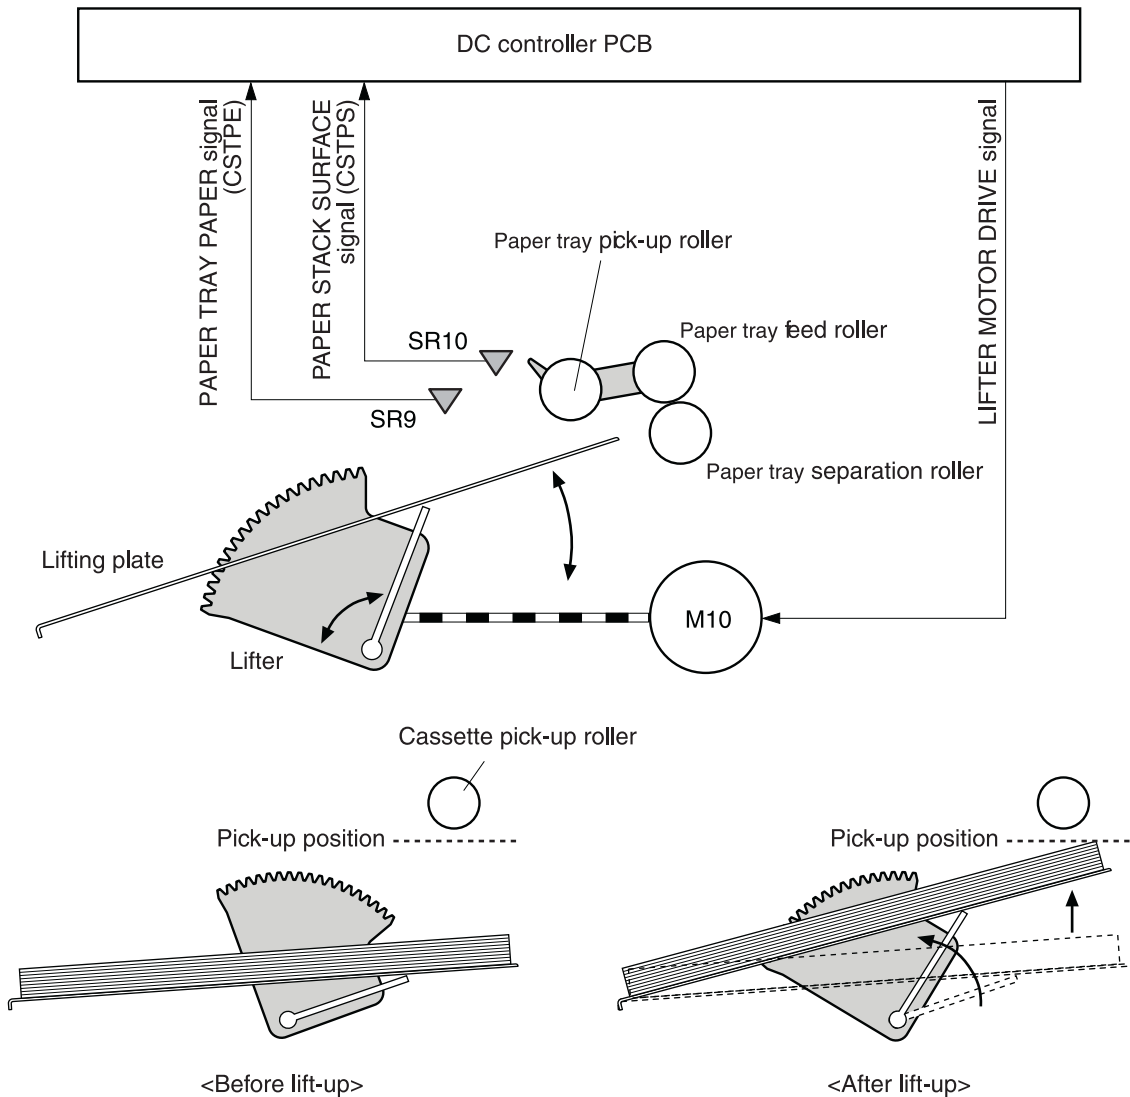 DC controller PCB
PAPER TRAY PAPER signal
(CSTPE)
PAPER STACK SURFACE
signal (CSTPS)
LIFTER MOTOR DRIVE signal
Paper tray pick-up roller
SR10
Paper tray feed roller
SR9
Paper tray separation roller
Lifting plate
M10
Lifter
Cassette pick-up roller
Pick-up position
Pick-up position
<Before lift-up>
<After lift-up>